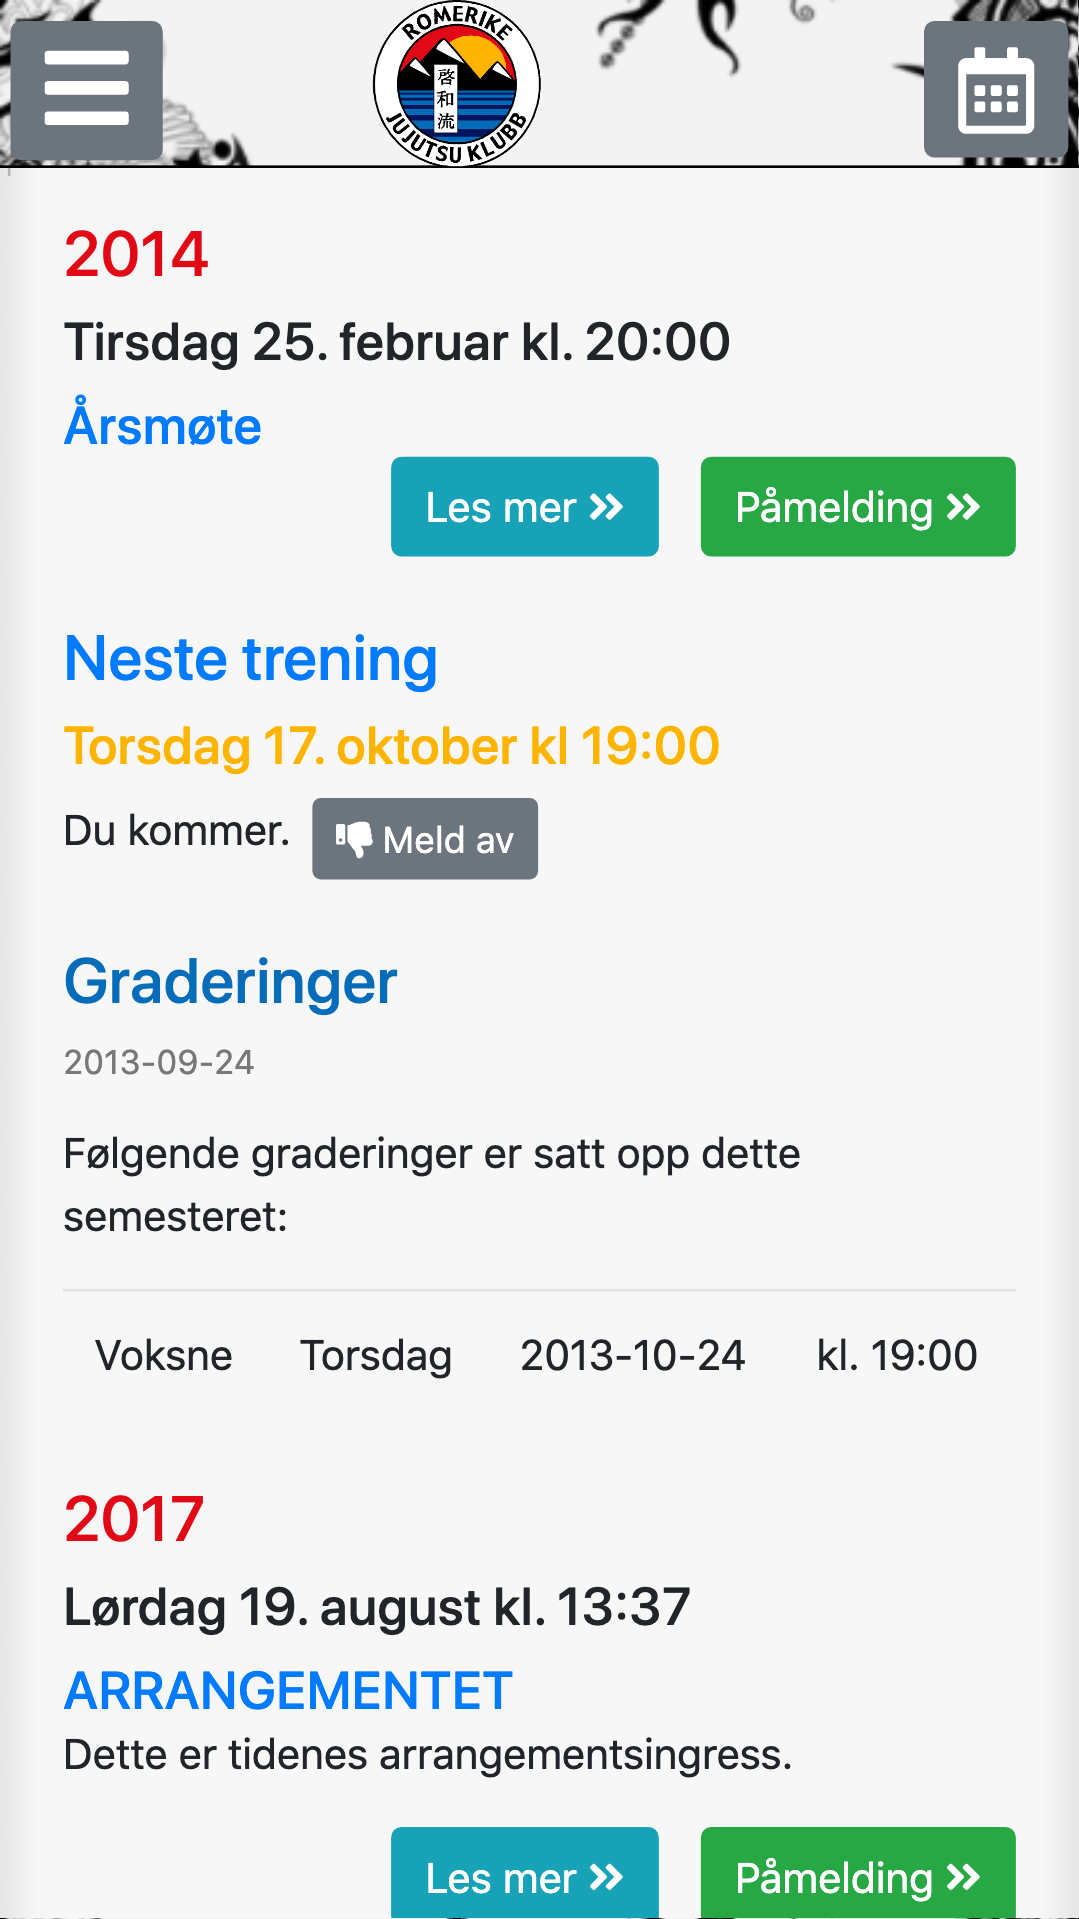 ROMERIKE
啓
和
流
JUJUTSU KLUBB
2014
Tirsdag 25. februar kl. 20:00
Årsmøte
Les mer
Påmelding
Neste trening
Torsdag 17. oktober kl 19:00
Du kommer.
Meld av
Graderinger
2013-09-24
Følgende graderinger er satt opp dette
semesteret:
Voksne Torsdag 2013-10-24 kl. 19:00
2017
Lørdag 19. august kl. 13:37
ARRANGEMENTET
Dette er tidenes arrangementsingress.
Les mer
Påmelding